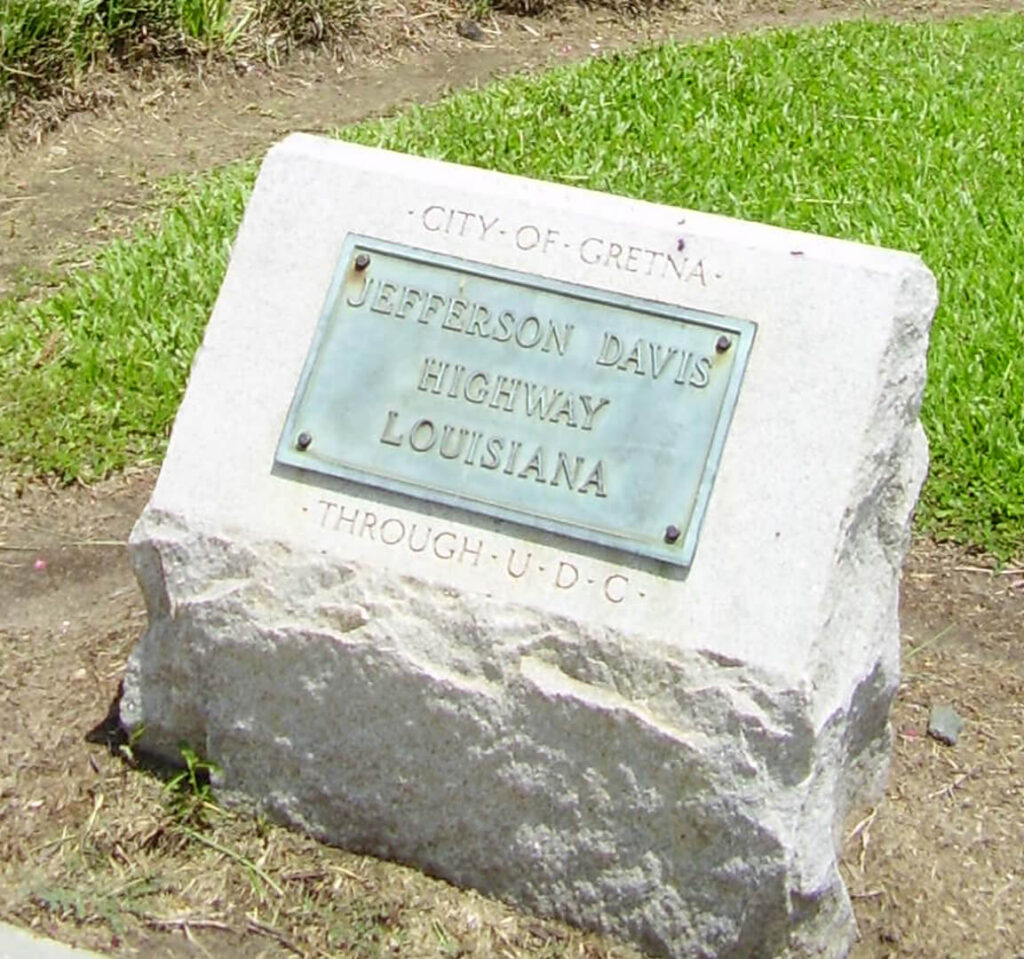 ·CITY·OF·GRETNA·
JEFFERSON DAVIS
HIGHWAY
LOUISIANA
·THROUGH·U·D·C·